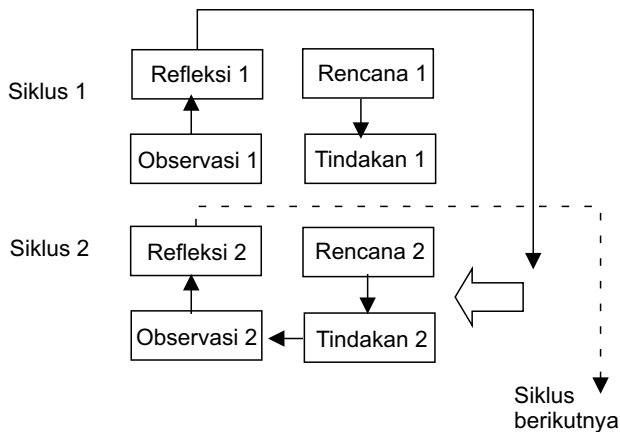 Siklus 1
Refleksi 1
Rencana 1
Observasi 1
Tindakan 1
Siklus 2
Refleksi 2
Rencana 2
Observasi 2
Tindakan 2
Siklus
berikutnya